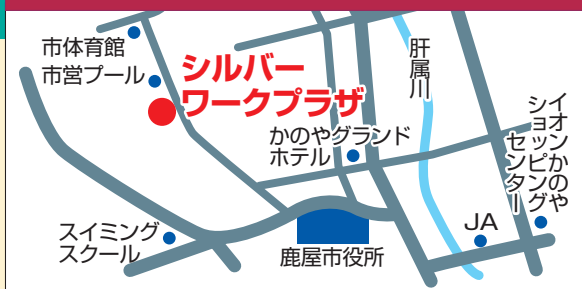 市体育館
市営プール
シルバー
ワークプラザ
かのやグランド
ホテル
肝属川
イオンかのや
ショッピング
センター
スイミング
スクール
鹿屋市役所
JA